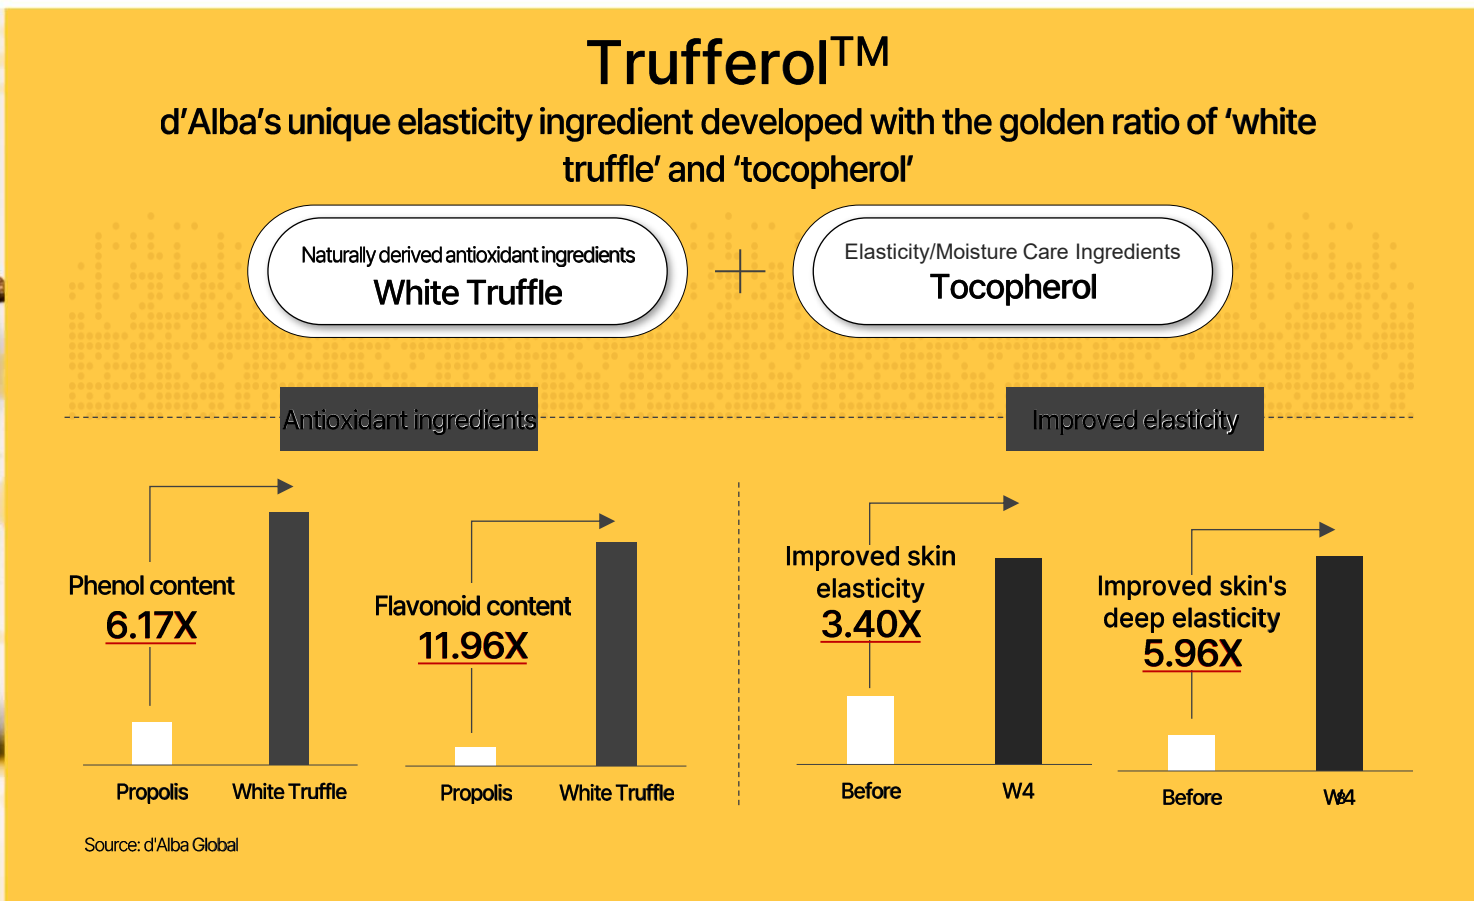 Trufferol™
d’Alba’s unique elasticity ingredient developed with the golden ratio of ‘white
truffle’ and ‘tocopherol’
Naturally derived antioxidant ingredients
White Truffle
Elasticity/Moisture Care Ingredients
Tocopherol
Antioxidant ingredients
Improved elasticity
Phenol content
6.17X
Propolis
White Truffle
Flavonoid content
11.96X
Propolis
White Truffle
Improved skin
elasticity
3.40X
Before
W4
Improved skin's
deep elasticity
5.96X
Before
Source: d'Alba Global